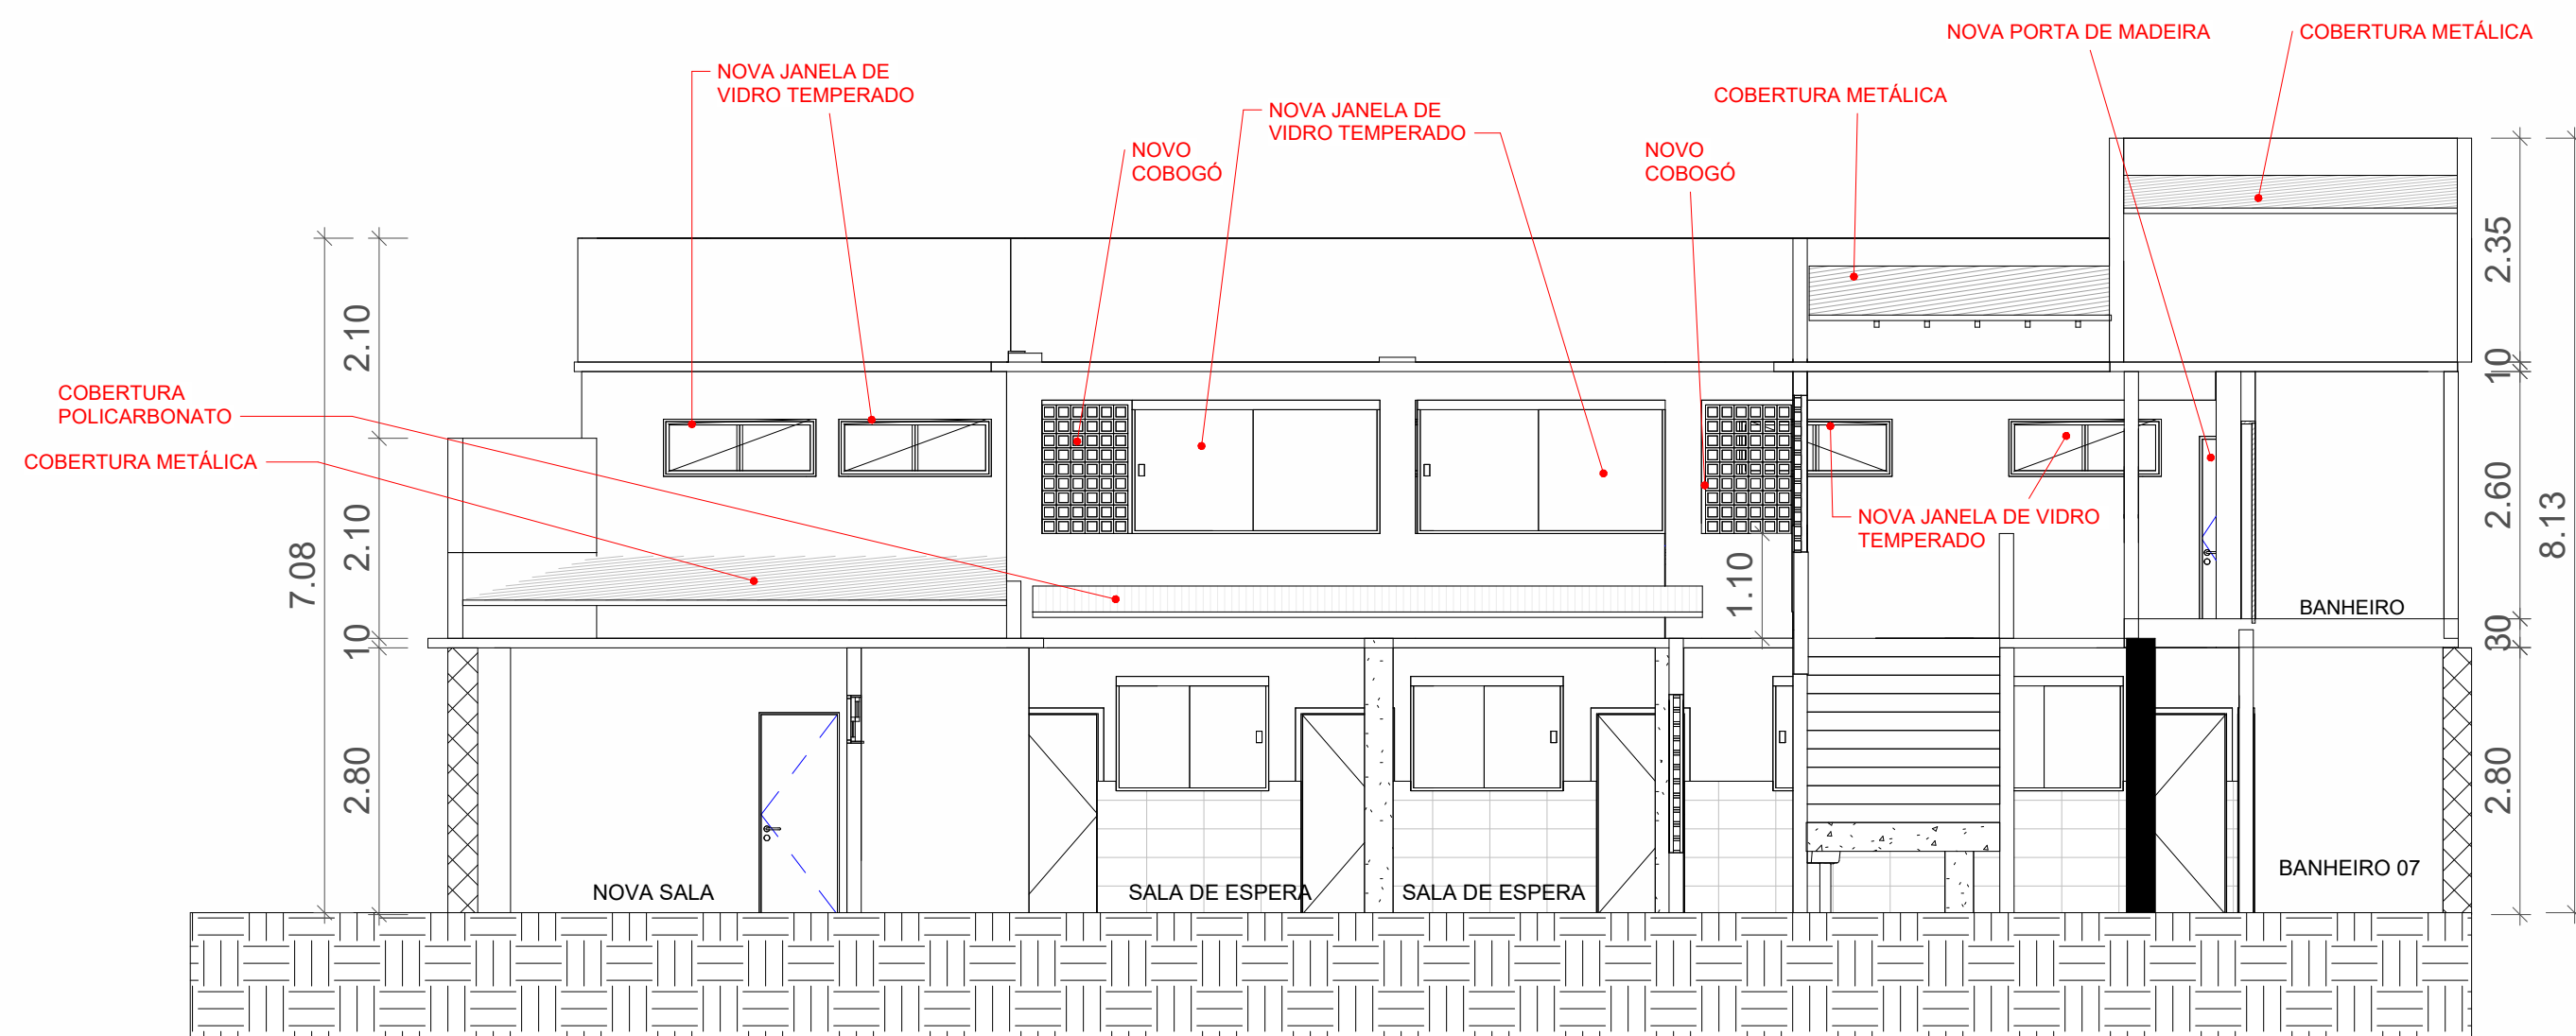 NOVA PORTA DE MADEIRA
COBERTURA METÁLICA
NOVA JANELA DE
VIDRO TEMPERADO
COBERTURA METÁLICA
NOVA JANELA DE
VIDRO TEMPERADO
NOVO
COBOGÓ
NOVO
COBOGÓ
2.35
2.10
10
COBERTURA
POLICARBONATO
COBERTURA METÁLICA
2.10
7.08
2.60
8.13
NOVA JANELA DE VIDRO
TEMPERADO
1.10
BANHEIRO
10
30
2.80
2.80
BANHEIRO 07
NOVA SALA
SALA DE ESPERA
SALA DE ESPERA